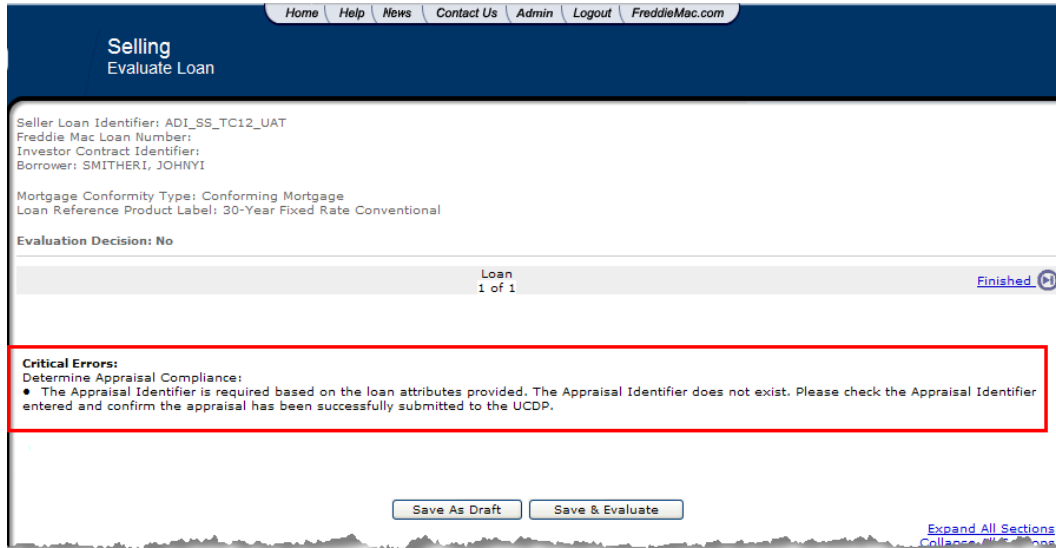 Home Help News Contact Us Admin Logout FreddieMac.com
Selling
Evaluate Loan
Seller Loan Identifier: ADI_SS_TC12_UAT
Freddie Mac Loan Number:
Investor Contract Identifier:
Borrower: SMITHERI, JOHNYI
Mortgage Conformity Type: Conforming Mortgage
Loan Reference Product Label: 30-Year Fixed Rate Conventional
Evaluation Decision: No
Loan
1 of 1
Finished
Critical Errors:
Determine Appraisal Compliance:
• The Appraisal Identifier is required based on the loan attributes provided. The Appraisal Identifier does not exist. Please check the Appraisal Identifier
entered and confirm the appraisal has been successfully submitted to the UCDP.
Save As Draft Save & Evaluate
Expand All Sections
Collapse All Sections